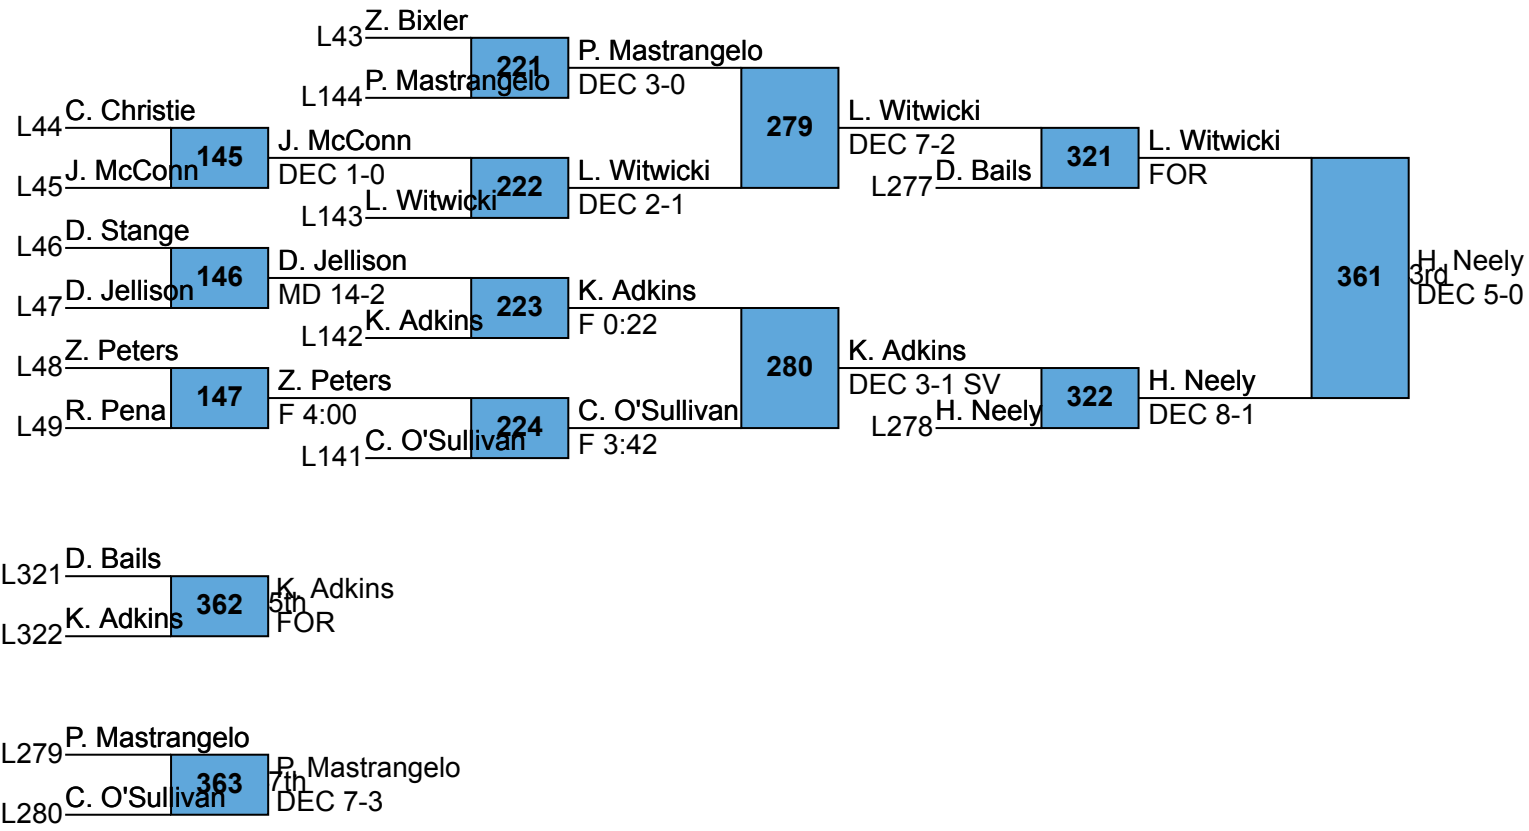 Z. Bixler
L43
221
P. Mastrangelo
DEC 3-0
P. Mastrangelo
L144
C. Christie
L44
145
J. McConn
DEC 1-0
J. McConn
L45
222
L. Witwicki
DEC 2-1
L. Witwicki
L143
279
L. Witwicki
DEC 7-2
D. Bails
L277
321
L. Witwicki
FOR
D. Stange
L46
146
D. Jellison
MD 14-2
D. Jellison
L47
223
K. Adkins
F 0:22
K. Adkins
L142
Z. Peters
L48
147
Z. Peters
F 4:00
R. Pena
L49
224
C. O'Sullivan
F 3:42
C. O'Sullivan
L141
280
K. Adkins
DEC 3-1 SV
H. Neely
L278
322
H. Neely
DEC 8-1
361
H. Neely
3rd
DEC 5-0
D. Bails
L321
362
K. Adkins
5th
FOR
K. Adkins
L322
P. Mastrangelo
L279
363
P. Mastrangelo
7th
DEC 7-3
C. O'Sullivan
L280